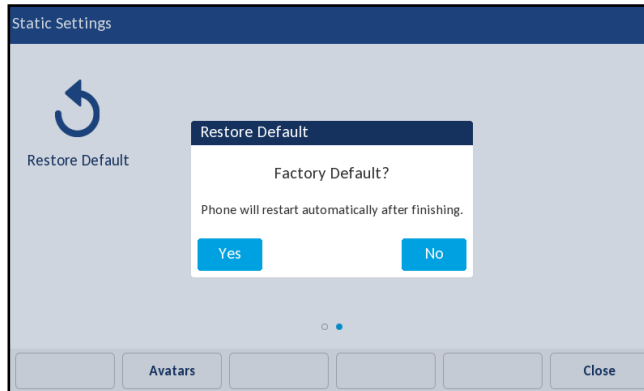 Static Settings
Restore Default
Restore Default
Factory Default?
Phone will restart automatically after finishing.
Yes No
Avatars Close